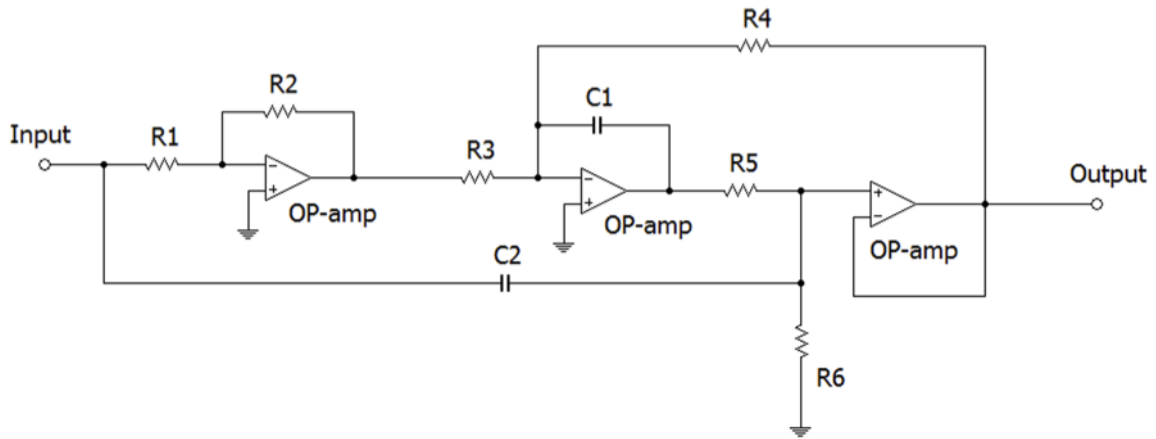 R4
R2
C1
Input
R1
R3
R5
Output
-
+
OP-amp
-
+
OP-amp
+
-
OP-amp
C2
R6